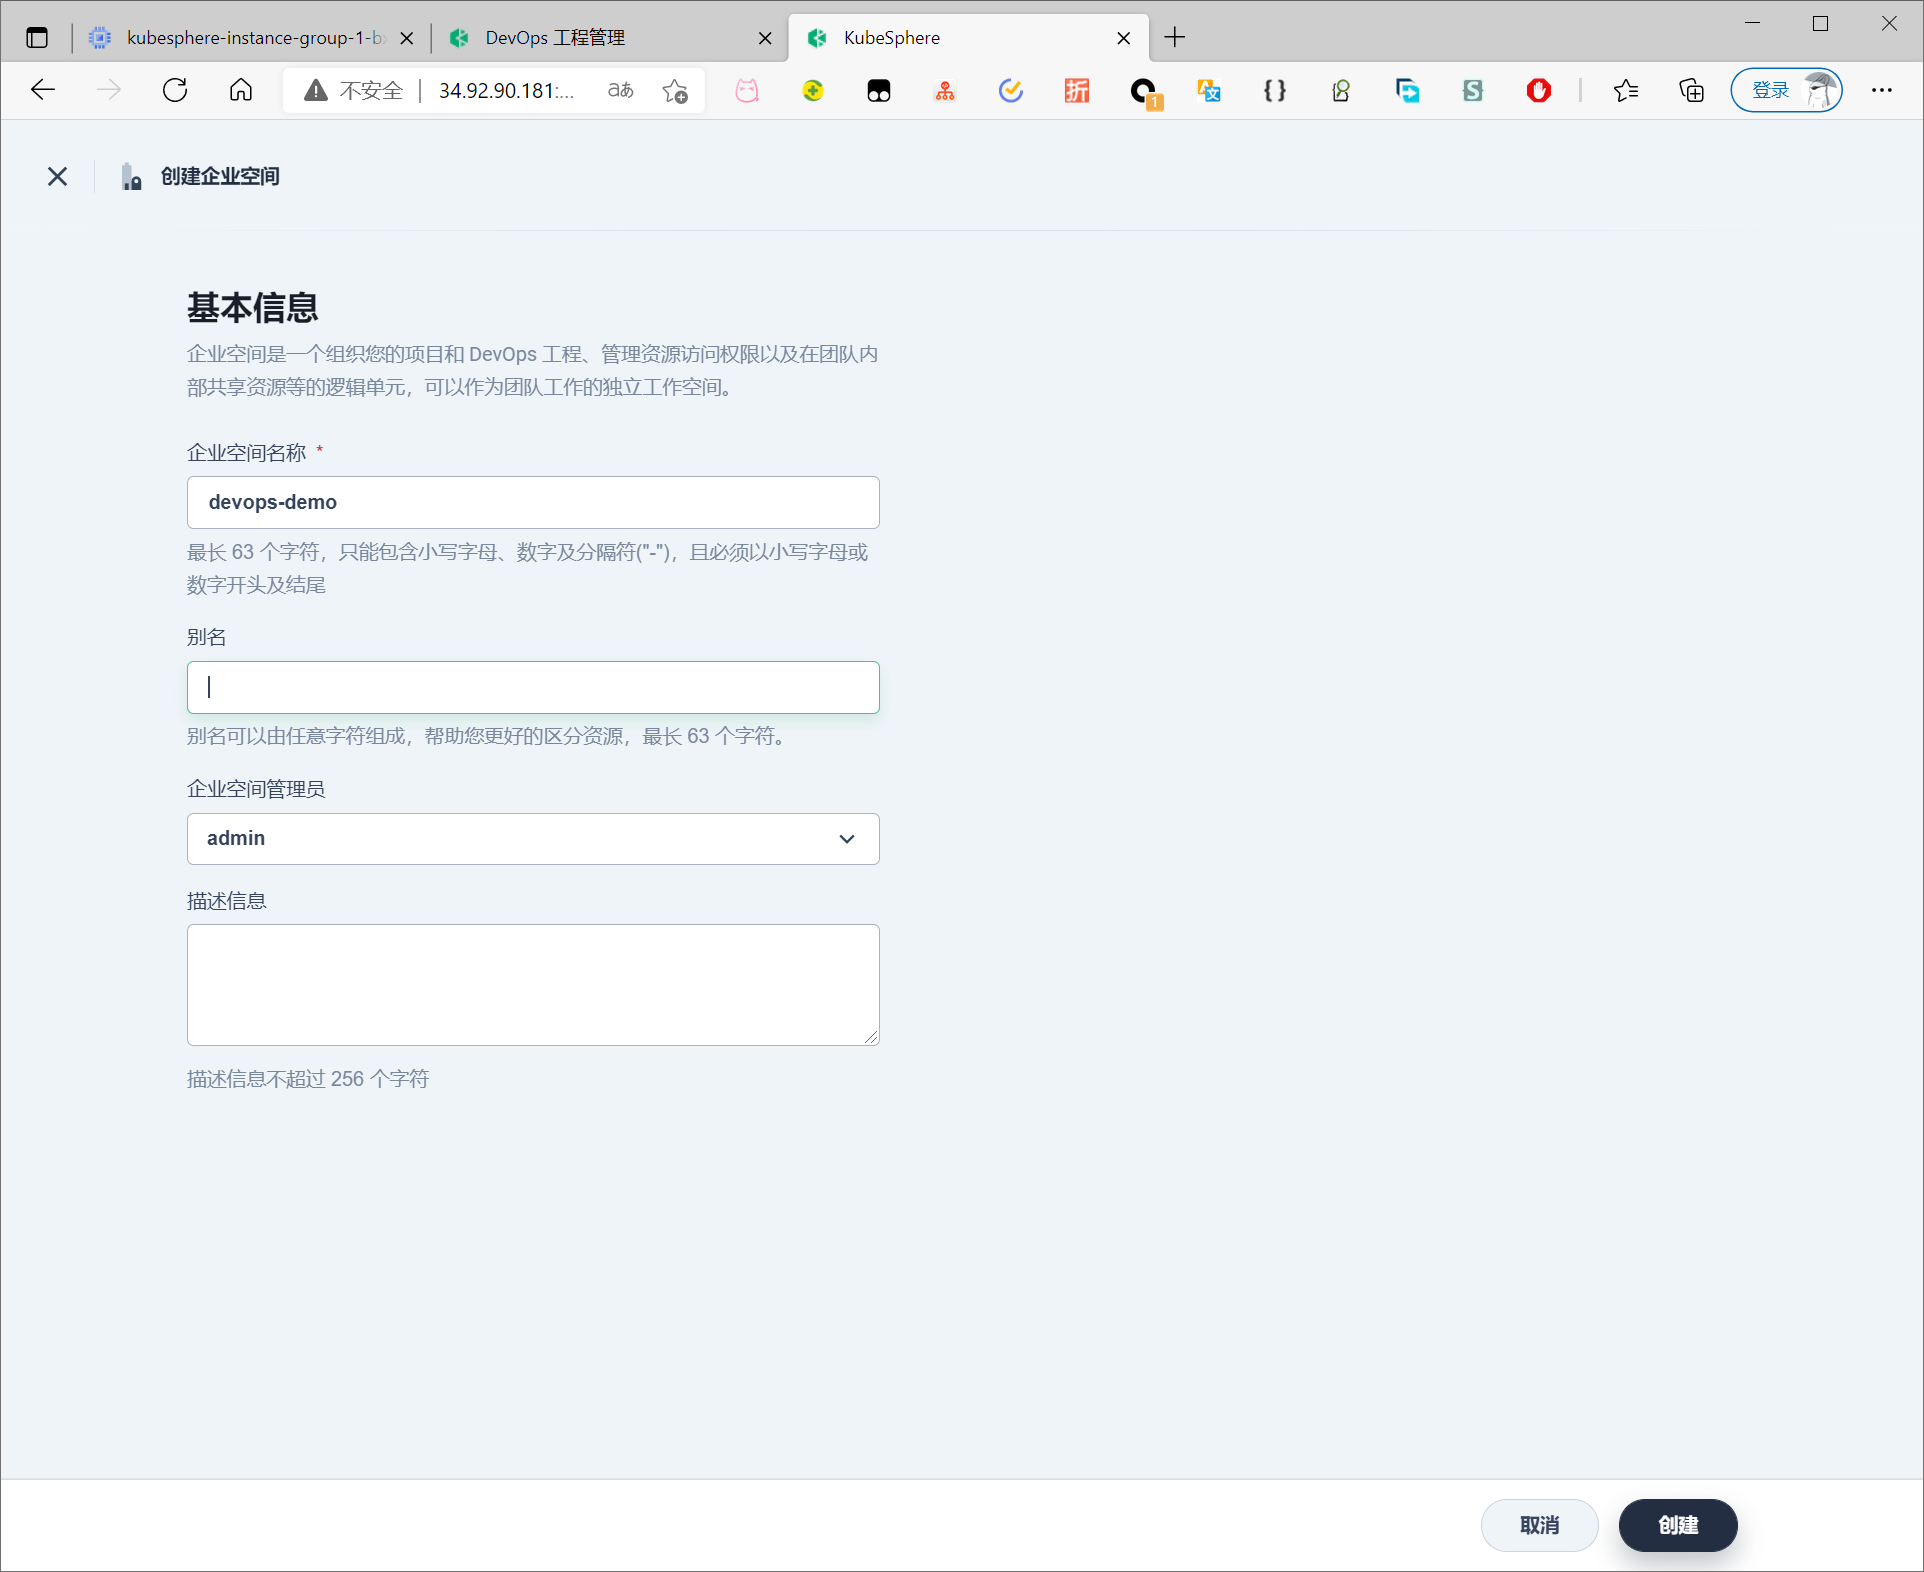 kubesphere-instance-group-1-bx
DevOps 工程管理
KubeSphere
不安全
34.92.90.181:...
aあ
折
1
文
{}
S
登录
创建企业空间
基本信息
企业空间是一个组织您的项目和 DevOps 工程、管理资源访问权限以及在团队内
部共享资源等的逻辑单元，可以作为团队工作的独立工作空间。
企业空间名称 *
devops-demo
最长 63 个字符，只能包含小写字母、数字及分隔符("-")，且必须以小写字母或
数字开头及结尾
别名
别名可以由任意字符组成，帮助您更好的区分资源，最长 63 个字符。
企业空间管理员
admin
描述信息
描述信息不超过 256 个字符
取消
创建